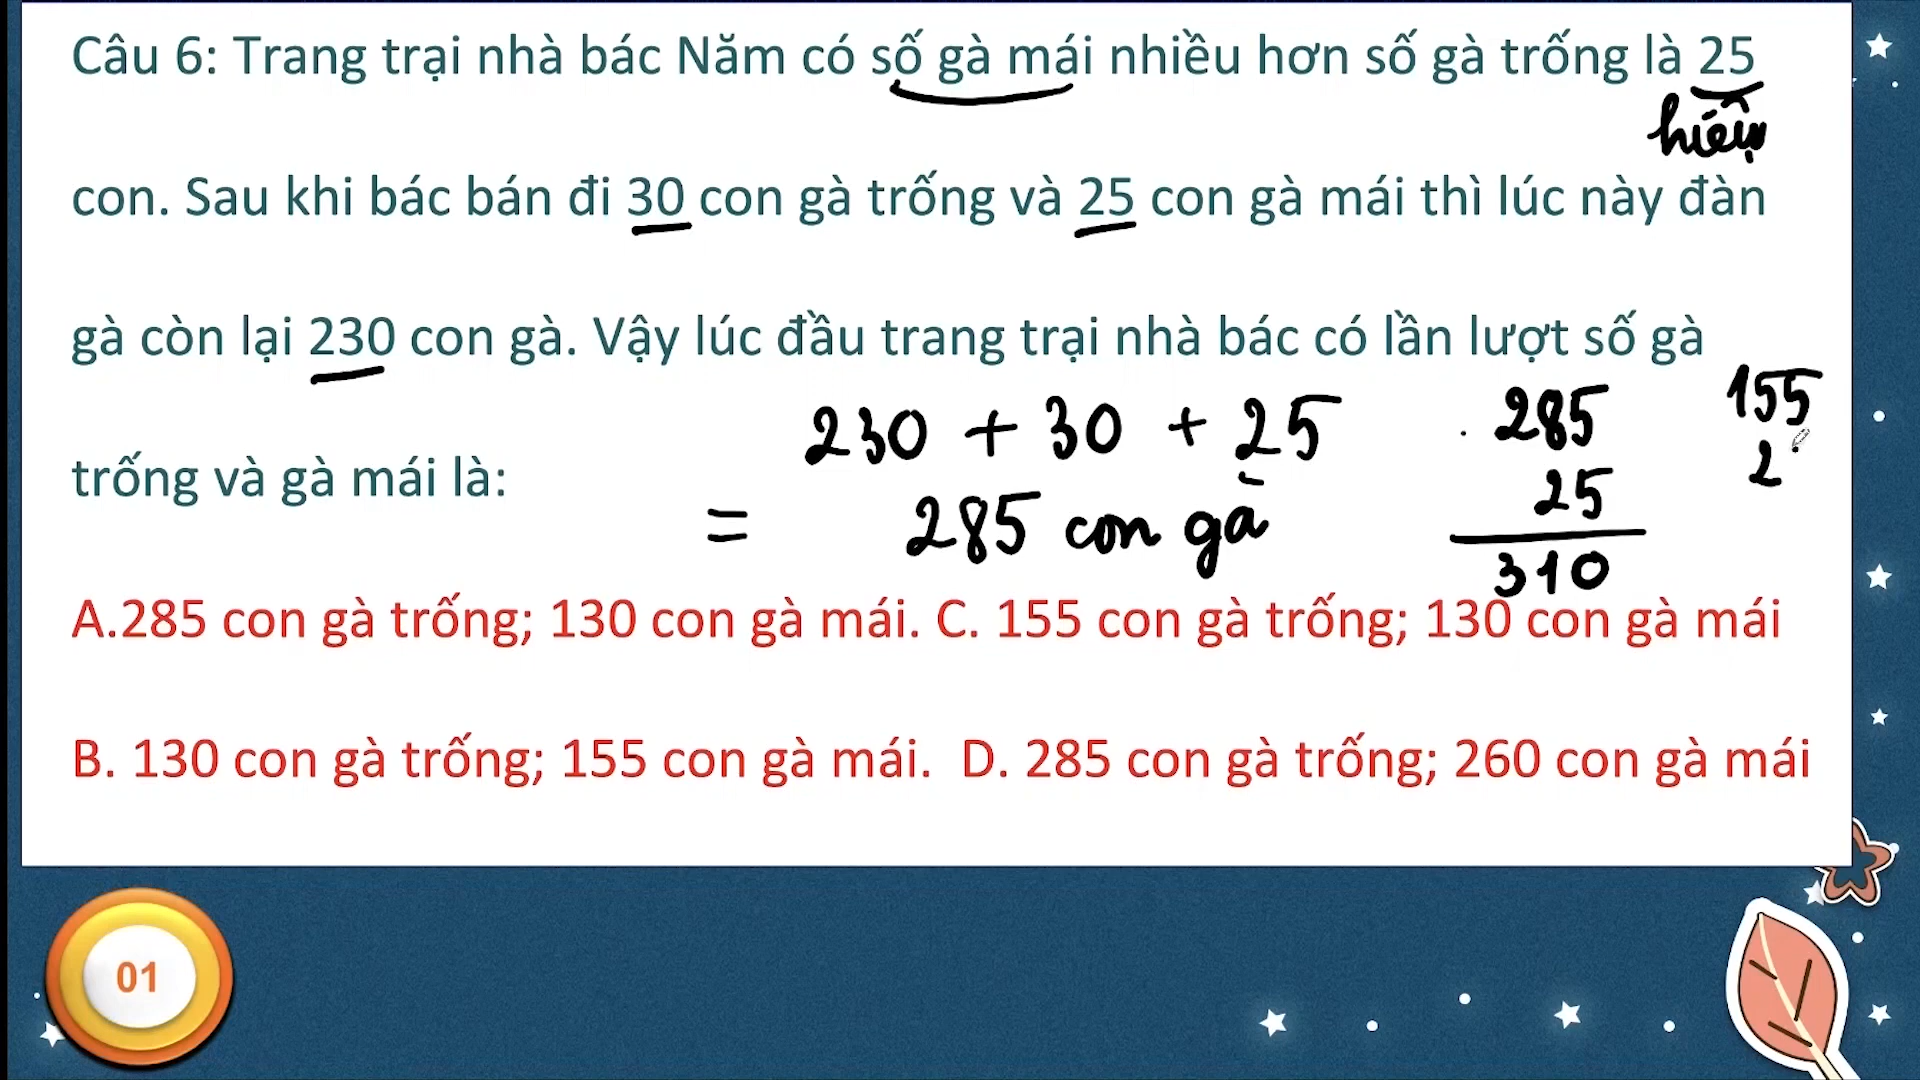 Câu 6: Trang trại nhà bác Năm có số gà mái nhiều hơn số gà trống là 25
hiệu
con. Sau khi bác bán đi 30 con gà trống và 25 con gà mái thì lúc này đàn
gà còn lại 230 con gà. Vậy lúc đầu trang trại nhà bác có lần lượt số gà
trống và gà mái là:
230 + 30 + 25
= 285 con gà
285
25
310
155
2
A.285 con gà trống; 130 con gà mái. C. 155 con gà trống; 130 con gà mái
B. 130 con gà trống; 155 con gà mái. D. 285 con gà trống; 260 con gà mái
01